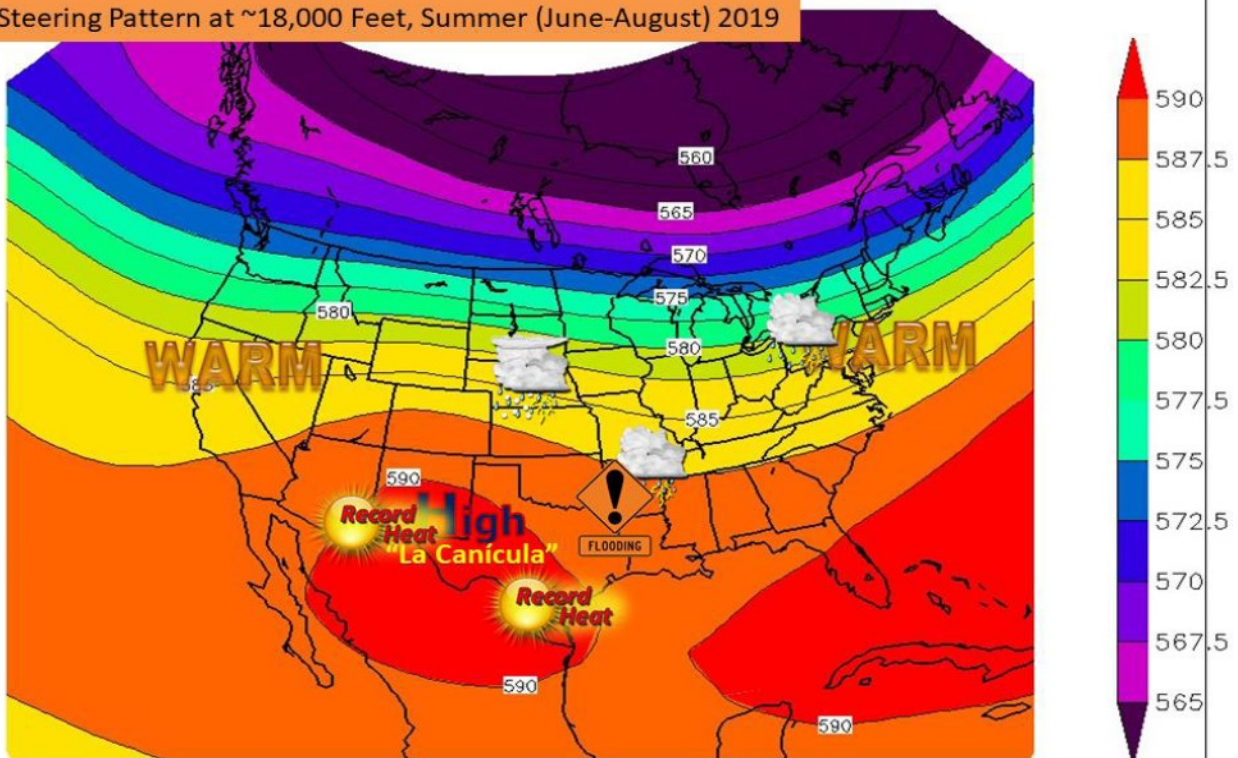 Steering Pattern at ~18,000 Feet, Summer (June-August) 2019
560
565
570
575
580
580
WARM
WARM
585
585
590
High
Record
Heat
"La Canícula"
!
FLOODING
Record
Heat
590
590
590
587.5
585
582.5
580
577.5
575
572.5
570
567.5
565